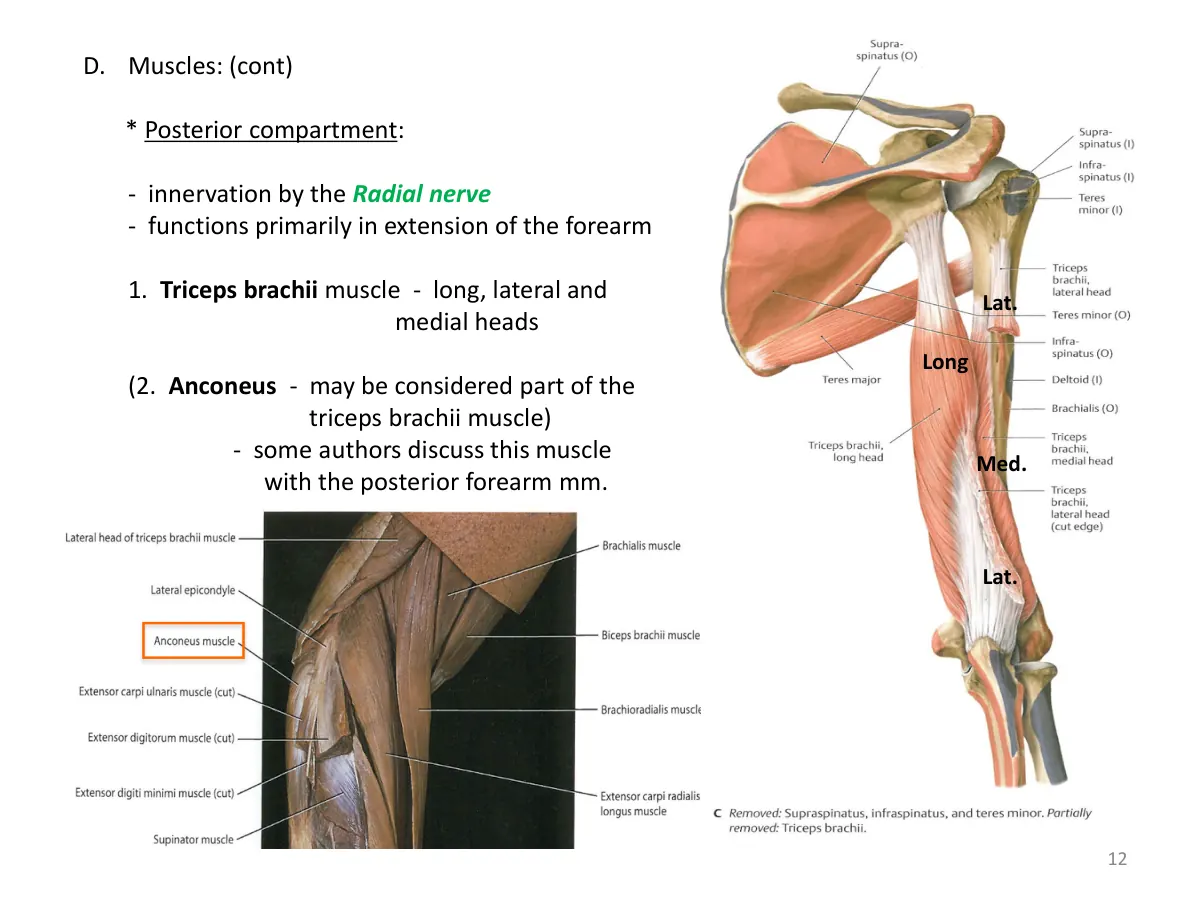 D. Muscles: (cont)
* Posterior compartment:
- innervation by the Radial nerve
- functions primarily in extension of the forearm
1. Triceps brachii muscle - long, lateral and
medial heads
(2. Anconeus - may be considered part of the
triceps brachii muscle)
- some authors discuss this muscle
with the posterior forearm mm.
Lateral head of triceps brachii muscle
Lateral epicondyle
Anconeus muscle
Extensor carpi ulnaris muscle (cut)
Extensor digitorum muscle (cut)
Extensor digiti minimi muscle (cut)
Supinator muscle
Brachialis muscle
Biceps brachii muscle
Brachioradialis muscle
Extensor carpi radialis
longus muscle
Supra-
spinatus (O)
Supra-
spinatus (I)
Infra-
spinatus (I)
Teres
minor (I)
Triceps
brachii,
lateral head
Lat.
Teres minor (O)
Infra-
spinatus (O)
Long
Teres major
Deltoid (I)
Brachialis (O)
Triceps brachii,
long head
Triceps
brachii,
medial head
Med.
Triceps
brachii,
lateral head
(cut edge)
Lat.
C Removed: Supraspinatus, infraspinatus, and teres minor. Partially
removed: Triceps brachii.
12